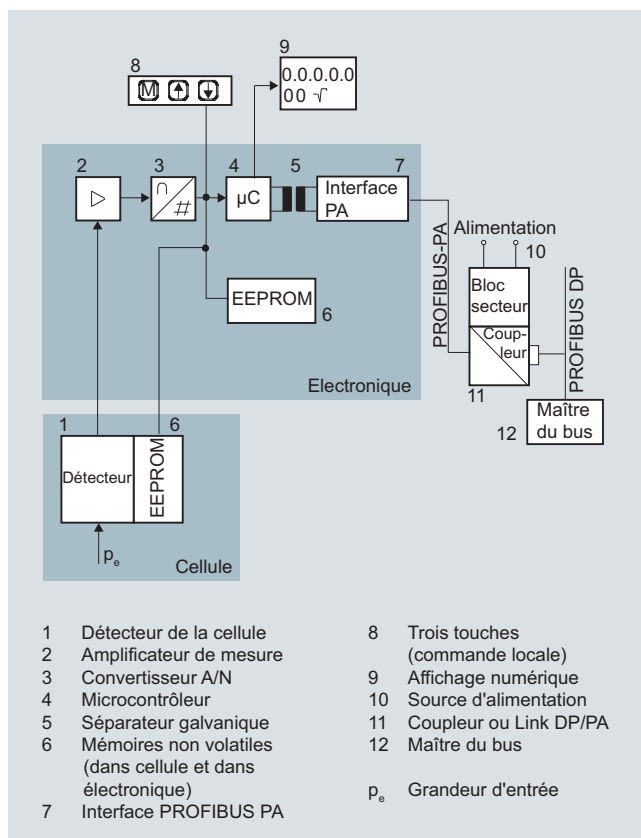 9
8
0.0.0.0.0
00 √
M
2
3
4
5
7
µC
Interface
PA
Alimentation
10
PROFIBUS-PA
PROFIBUS DP
Bloc
secteur
EEPROM
6
Coup-
leur
Electronique
11
Maître
du bus
12
1
6
Détecteur
EEPROM
pe
Cellule
1 Détecteur de la cellule
2 Amplificateur de mesure
3 Convertisseur A/N
4 Microcontrôleur
5 Séparateur galvanique
6 Mémoires non volatiles
(dans cellule et dans
électronique)
7 Interface PROFIBUS PA
8 Trois touches
(commande locale)
9 Affichage numérique
10 Source d'alimentation
11 Coupleur ou Link DP/PA
12 Maître du bus
pe Grandeur d'entrée